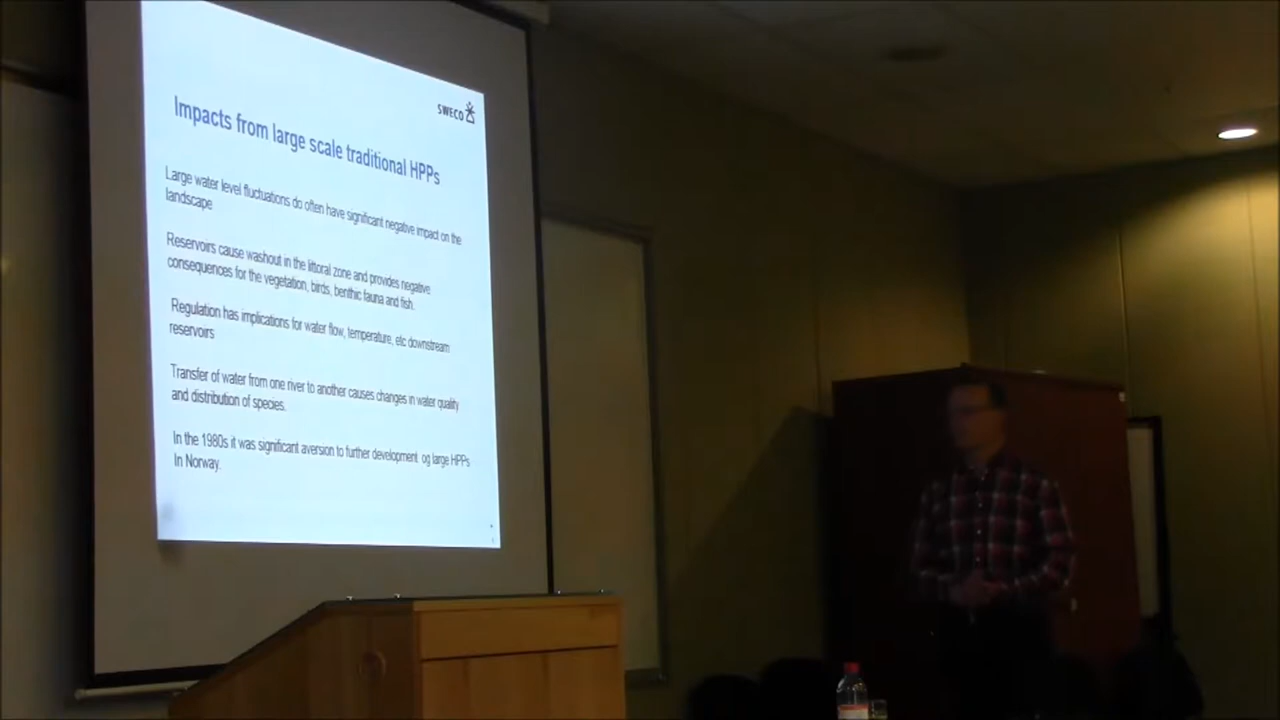 SWECO
Impacts from large scale traditional HPPs
Large water level fluctuations do often have significant negative impact on the
landscape
Reservoirs cause washout in the littoral zone and provides negative
consequences for the vegetation, birds, benthic fauna and fish.
Regulation has implications for water flow, temperature, etc downstream
reservoirs
Transfer of water from one river to another causes changes in water quality
and distribution of species.
In the 1980s it was significant aversion to further development og large HPPs
In Norway.